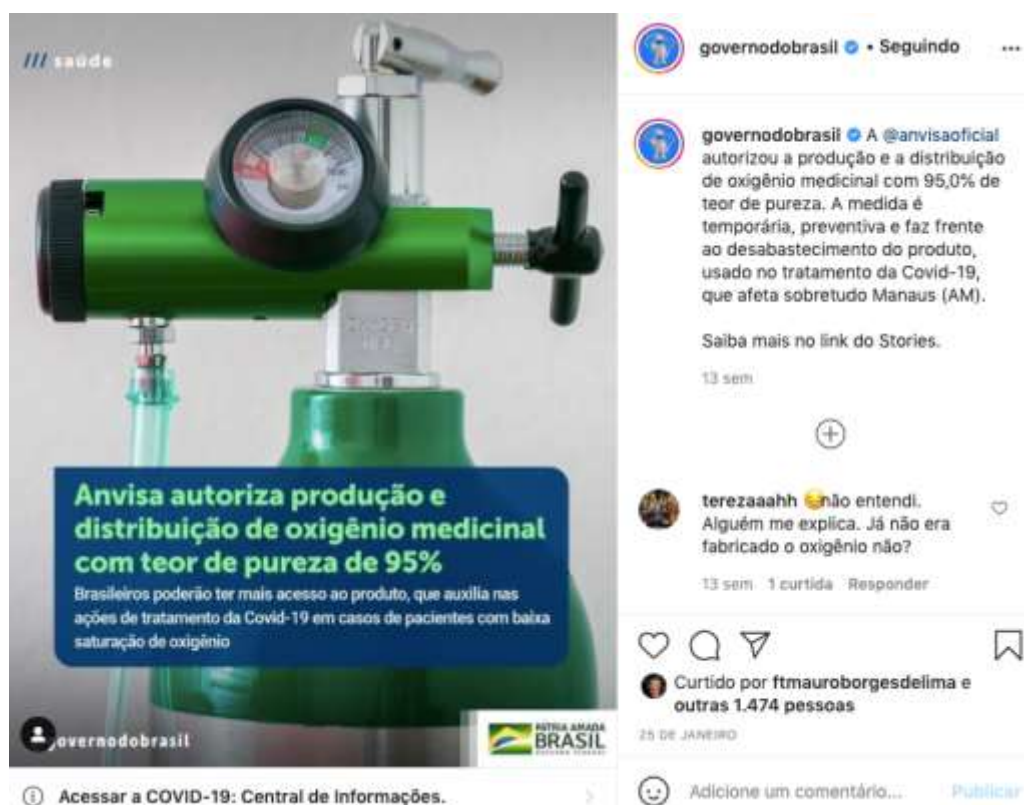 /// saúde
Anvisa autoriza produção e
distribuição de oxigênio medicinal
com teor de pureza de 95%
Brasileiros poderão ter mais acesso ao produto, que auxilia nas
ações de tratamento da Covid-19 em casos de pacientes com baixa
saturação de oxigênio
overnodobrasil
PÁTRIA AMADA
BRASIL
GOVERNO FEDERAL
Acessar a COVID-19: Central de Informações.
governodobrasil • Seguindo
governodobrasil A @anvisaoficial
autorizou a produção e a distribuição
de oxigênio medicinal com 95,0% de
teor de pureza. A medida é
temporária, preventiva e faz frente
ao desabastecimento do produto,
usado no tratamento da Covid-19,
que afeta sobretudo Manaus (AM).
Saiba mais no link do Stories.
13 sem
terezaaahh 😂não entendi.
Alguém me explica. Já não era
fabricado o oxigênio não?
13 sem 1 curtida Responder
Curtido por ftmauroborgesdelima e
outras 1.474 pessoas
25 DE JANEIRO
Adicione um comentário... Publicar